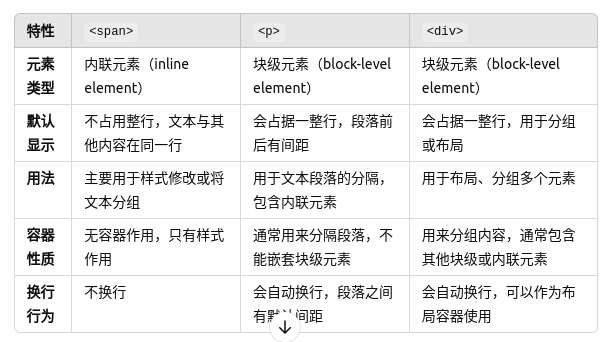 特性 <span> <p> <div>
元素 内联元素（inline 块级元素（block-level 块级元素（block-level
类型 element） element） element）
默认 不占用整行，文本与其 会占据一整行，段落前 会占据一整行，用于分组
显示 他内容在同一行 后有间距 或布局
用法 主要用于样式修改或将 用于文本段落的分隔， 用于布局、分组多个元素
文本分组 包含内联元素
容器 无容器作用，只有样式 通常用来分隔段落，不 用来分组内容，通常包含
性质 作用 能嵌套块级元素 其他块级或内联元素
换行 不换行 会自动换行，段落之间 会自动换行，可以作为布
行为 有默认间距 局容器使用